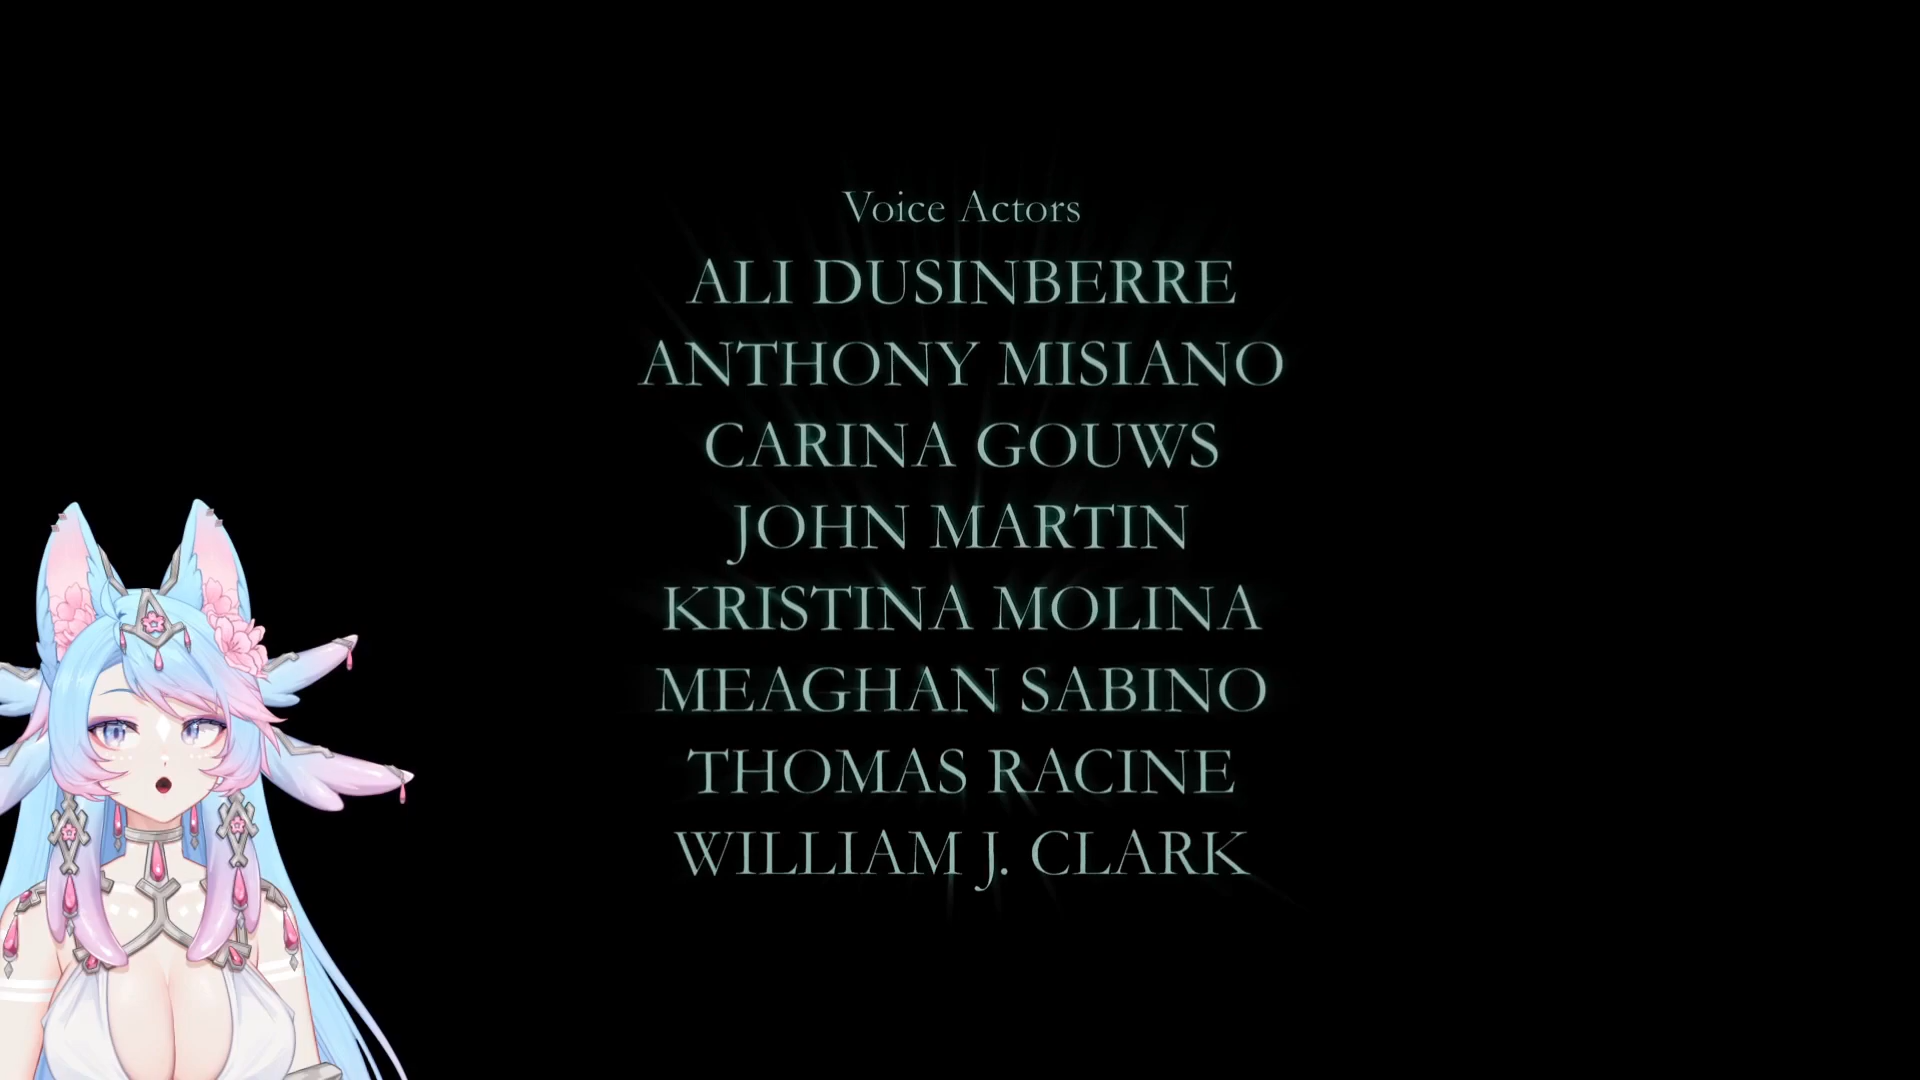 Voice Actors
ALI DUSINBERRE
ANTHONY MISIANO
CARINA GOUWS
JOHN MARTIN
KRISTINA MOLINA
MEAGHAN SABINO
THOMAS RACINE
WILLIAM J. CLARK